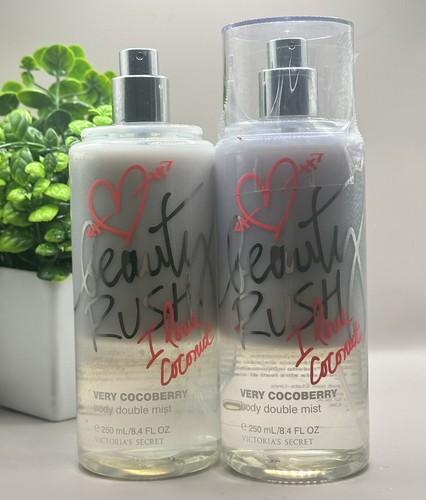 beauty
RUSH
I love
Coconut
VERY COCOBERRY
body double mist
℮ 250 mL/8.4 FL OZ
VICTORIA'S SECRET
beauty
RUSH
I love
Coconut
VERY COCOBERRY
body double mist
℮ 250 mL/8.4 FL OZ
VICTORIA'S SECRET